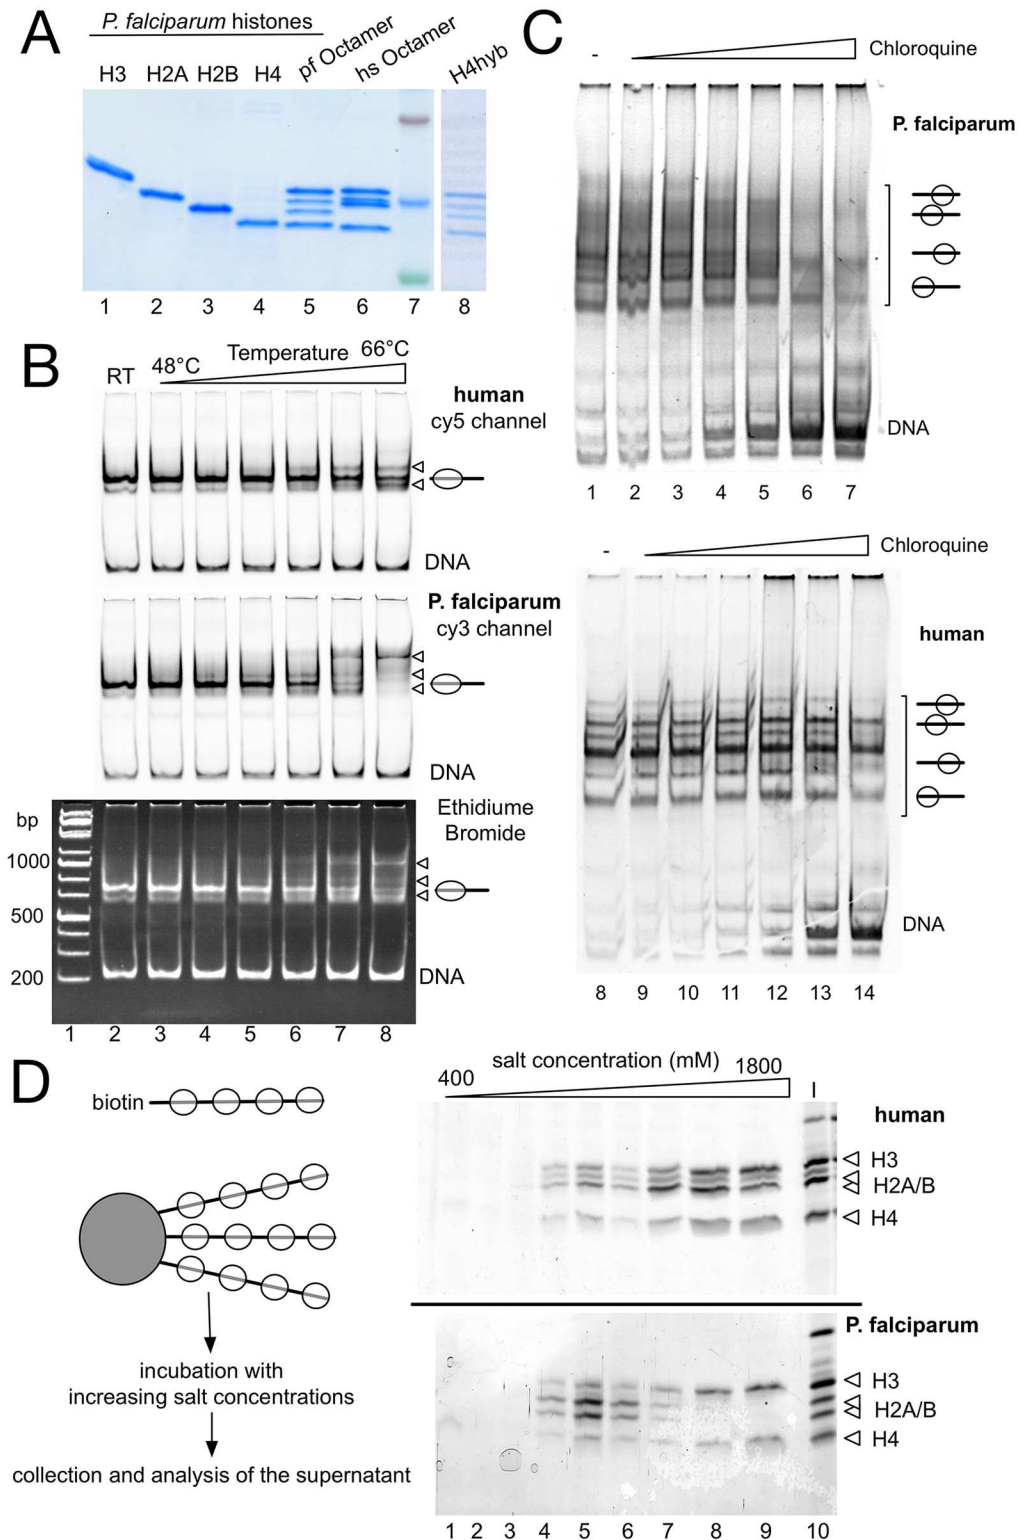 A
P. falciparum histones
H3 H2A H2B H4 pf Octamer hs Octamer H4hyb
1 2 3 4 5 6 7 8
B
RT 48°C Temperature 66°C
human
cy5 channel
DNA
P. falciparum
cy3 channel
DNA
Ethidiume
Bromide
bp
1000
500
200
DNA
1 2 3 4 5 6 7 8
C
- Chloroquine
P. falciparum
DNA
1 2 3 4 5 6 7
- Chloroquine
human
DNA
8 9 10 11 12 13 14
D
biotin
incubation with
increasing salt concentrations
collection and analysis of the supernatant
salt concentration (mM)
400 1800 I
human
H3
H2A/B
H4
P. falciparum
H3
H2A/B
H4
1 2 3 4 5 6 7 8 9 10